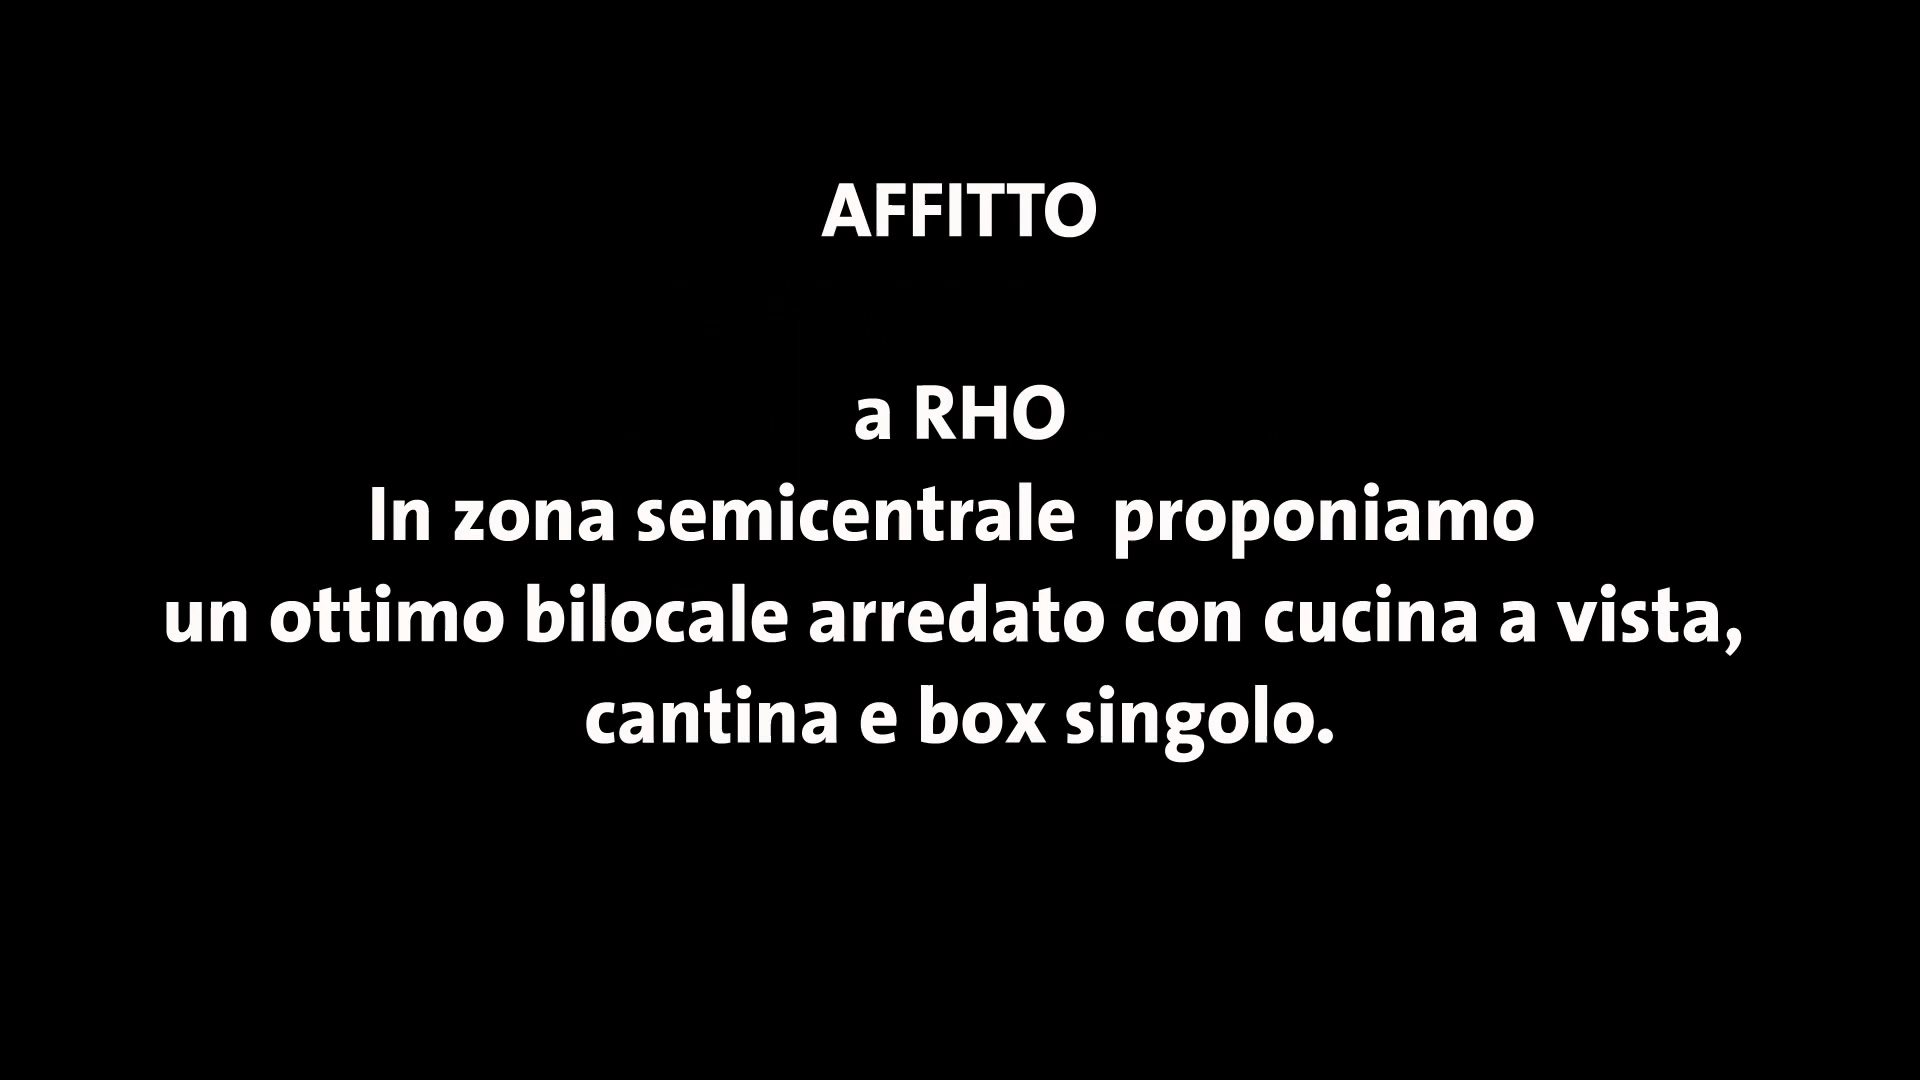 AFFITTO
a RHO
In zona semicentrale  proponiamo
un ottimo bilocale arredato con cucina a vista,
cantina e box singolo.